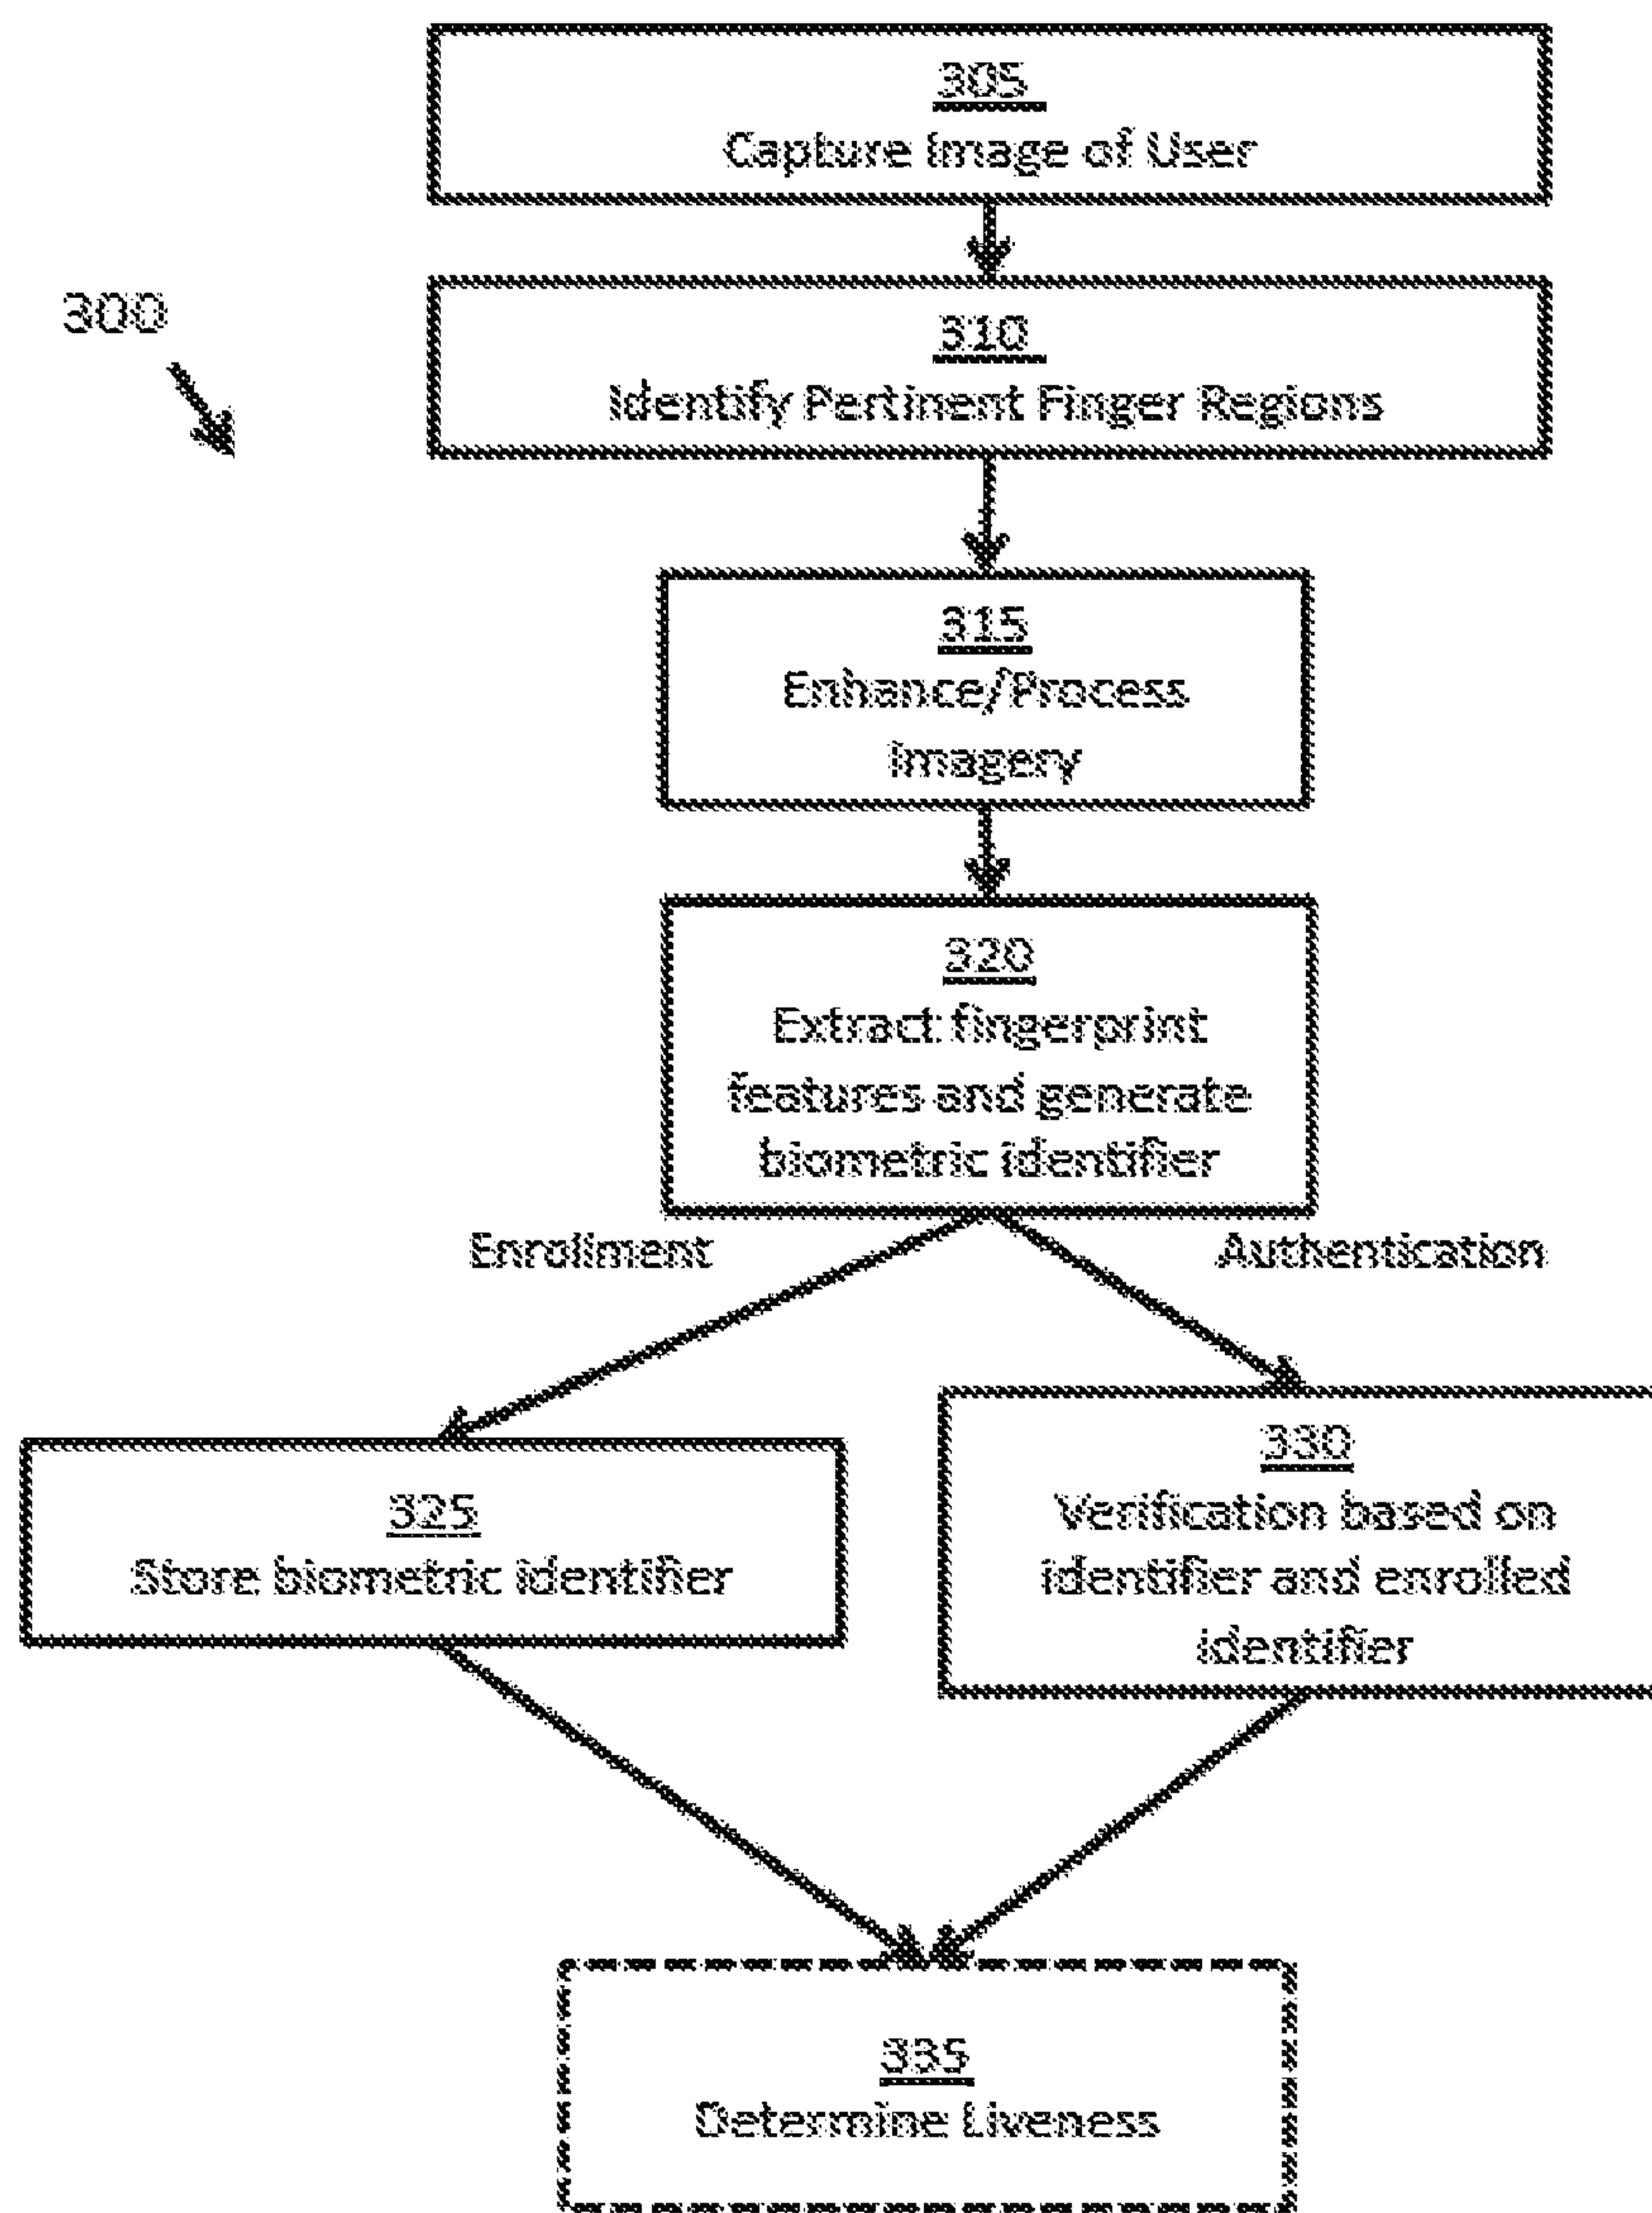 305
Capture Image of User
300
310
Identify Pertinent Finger Regions
315
Enhance/Process
Imagery
320
Extract fingerprint
features and generate
biometric identifier
Enrollment
Authentication
325
Store biometric identifier
330
Verification based on
identifier and enrolled
identifier
335
Determine Liveness